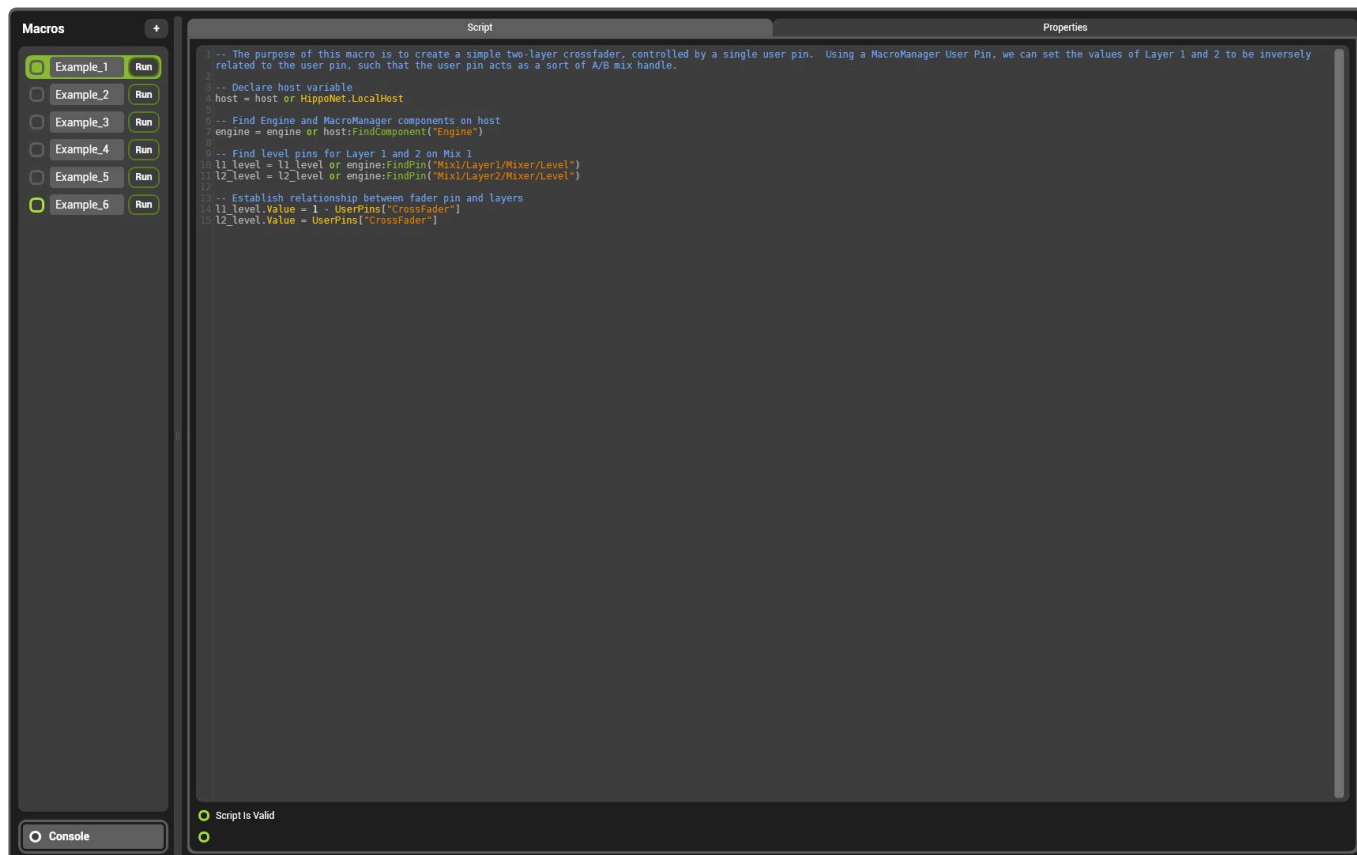 Macros
+
Script
Properties
Example_1 Run
Example_2 Run
Example_3 Run
Example_4 Run
Example_5 Run
Example_6 Run
1 -- The purpose of this macro is to create a simple two-layer crossfader, controlled by a single user pin.  Using a MacroManager User Pin, we can set the values of Layer 1 and 2 to be inversely
related to the user pin, such that the user pin acts as a sort of A/B mix handle.
2
3 -- Declare host variable
4 host = host or HippoNet.LocalHost
5
6 -- Find Engine and MacroManager components on host
7 engine = engine or host:FindComponent("Engine")
8
9 -- Find level pins for Layer 1 and 2 on Mix 1
10 l1_level = l1_level or engine:FindPin("Mix1/Layer1/Mixer/Level")
11 l2_level = l2_level or engine:FindPin("Mix1/Layer2/Mixer/Level")
12
13 -- Establish relationship between fader pin and layers
14 l1_level.Value = 1 - UserPins["CrossFader"]
15 l2_level.Value = UserPins["CrossFader"]
Script Is Valid
Console